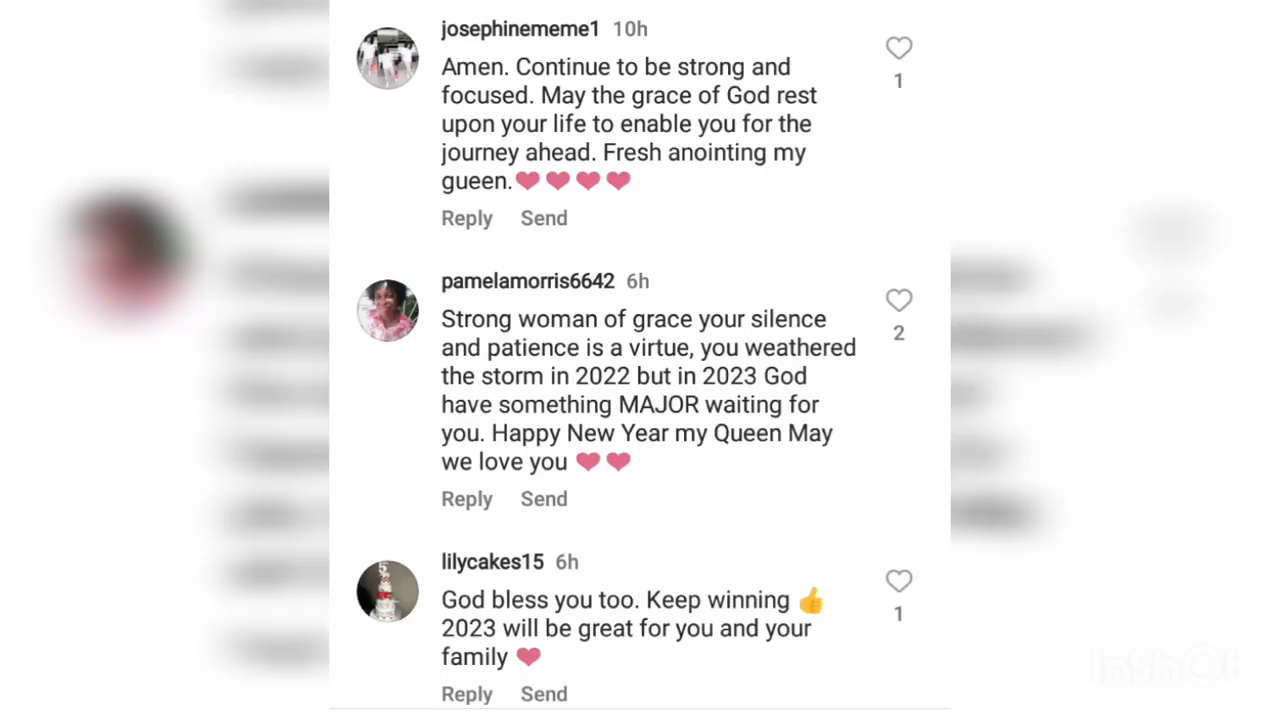 josephinememe1 10h
Amen. Continue to be strong and
focused. May the grace of God rest
upon your life to enable you for the
journey ahead. Fresh anointing my
gueen.❤❤❤❤
1
Reply Send
pamelamorris6642 6h
Strong woman of grace your silence
and patience is a virtue, you weathered
the storm in 2022 but in 2023 God
have something MAJOR waiting for
you. Happy New Year my Queen May
we love you ❤❤
2
Reply Send
5
lilycakes15 6h
God bless you too. Keep winning 👍
2023 will be great for you and your
family ❤
1
Reply Send
InShOt